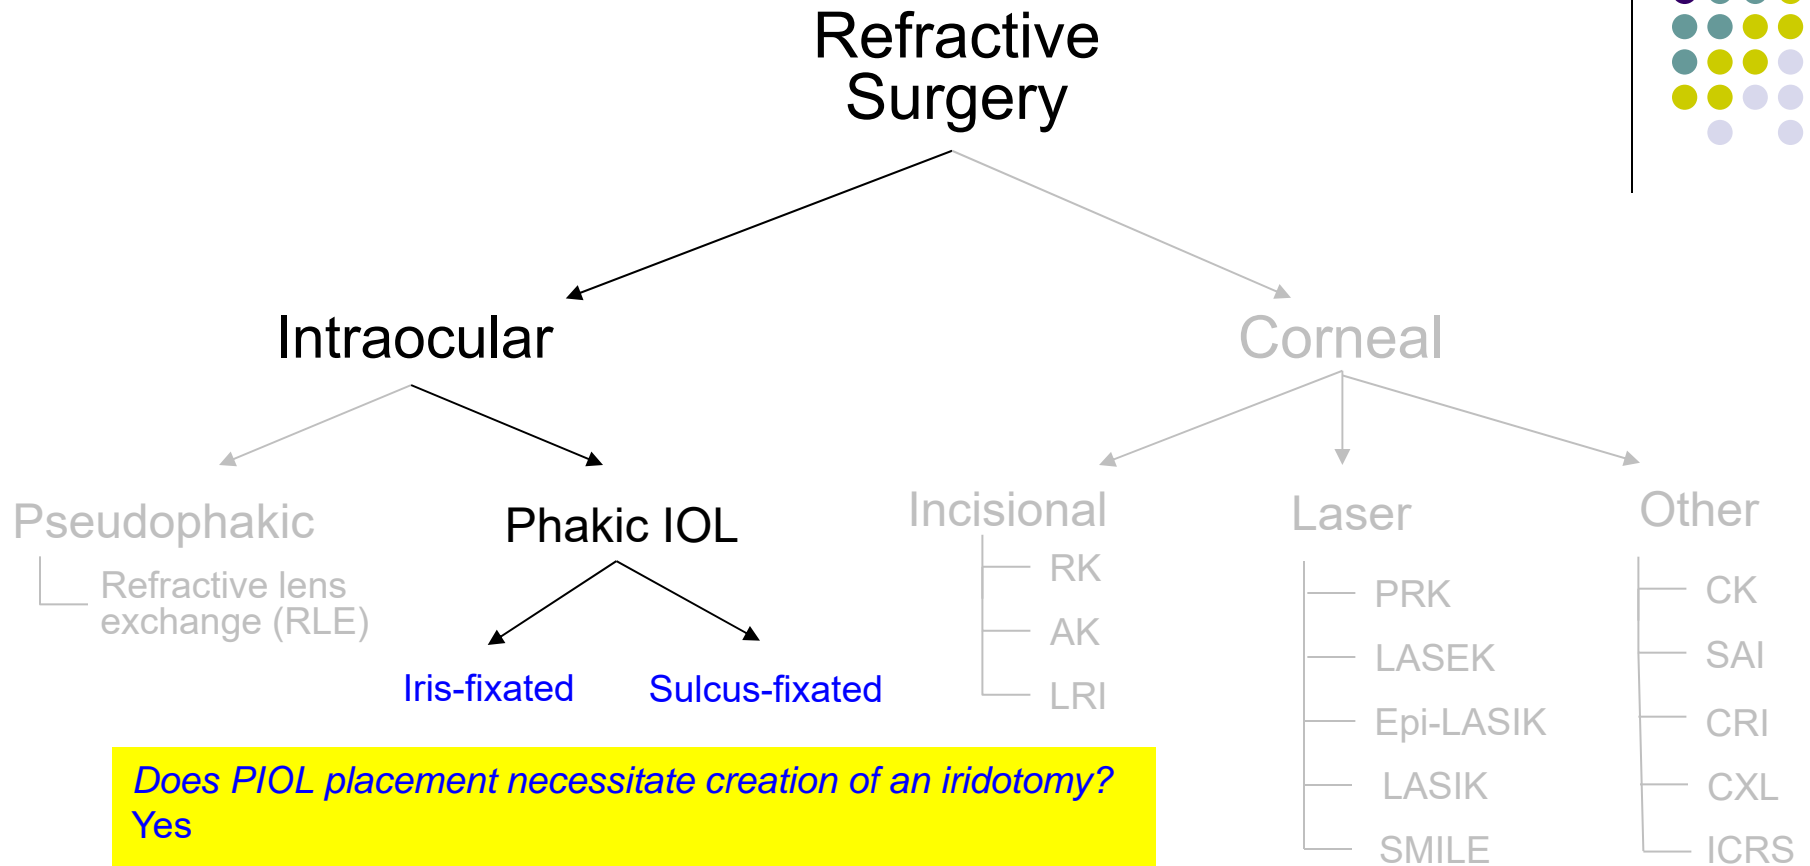 Refractive
Surgery
Intraocular
Corneal
Pseudophakic
Refractive lens
exchange (RLE)
Phakic IOL
Iris-fixated
Sulcus-fixated
Incisional
RK
AK
LRI
Laser
PRK
LASEK
Epi-LASIK
LASIK
SMILE
Other
CK
SAI
CRI
CXL
ICRS
Does PIOL placement necessitate creation of an iridotomy?
Yes